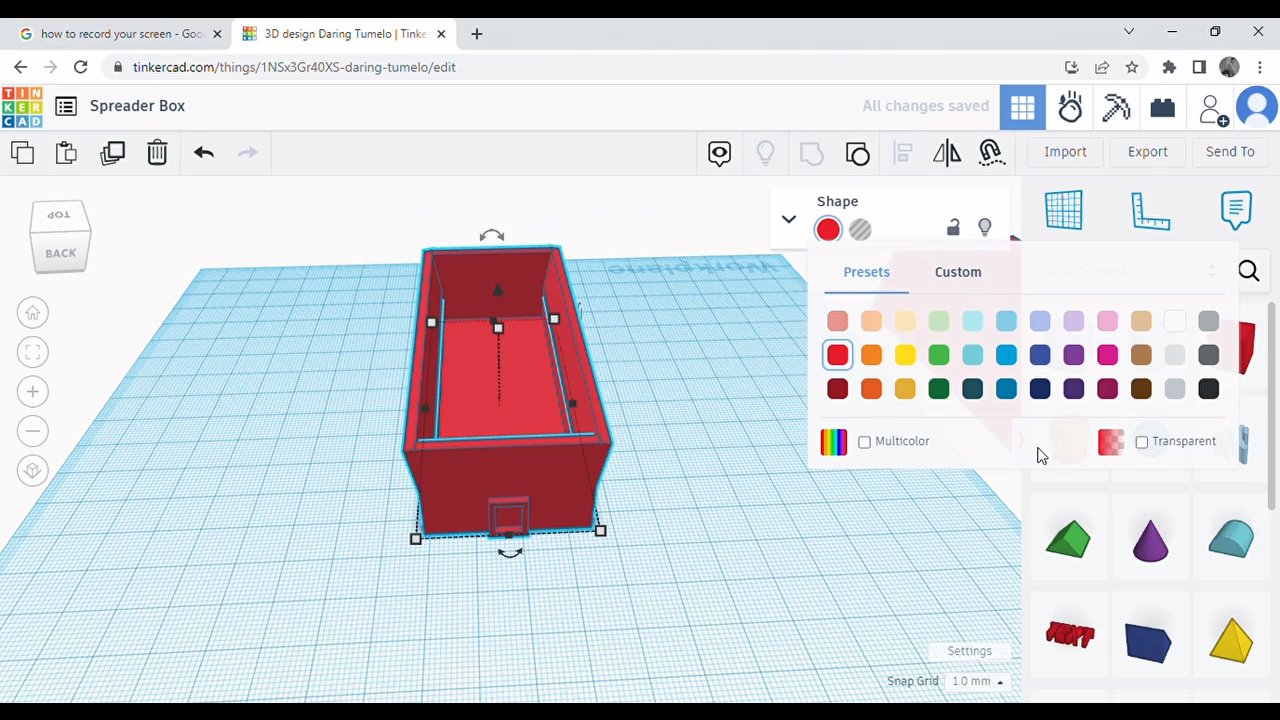 how to record your screen - Goo
3D design Daring Tumelo | Tinke
tinkercad.com/things/1NSx3Gr40XS-daring-tumelo/edit
TIN
KER
CAD
Spreader Box
All changes saved
Import
Export
Send To
TOP
BACK
Workplane
Shape
Presets
Custom
Multicolor
Transparent
TEXT
Settings
Snap Grid
1.0 mm